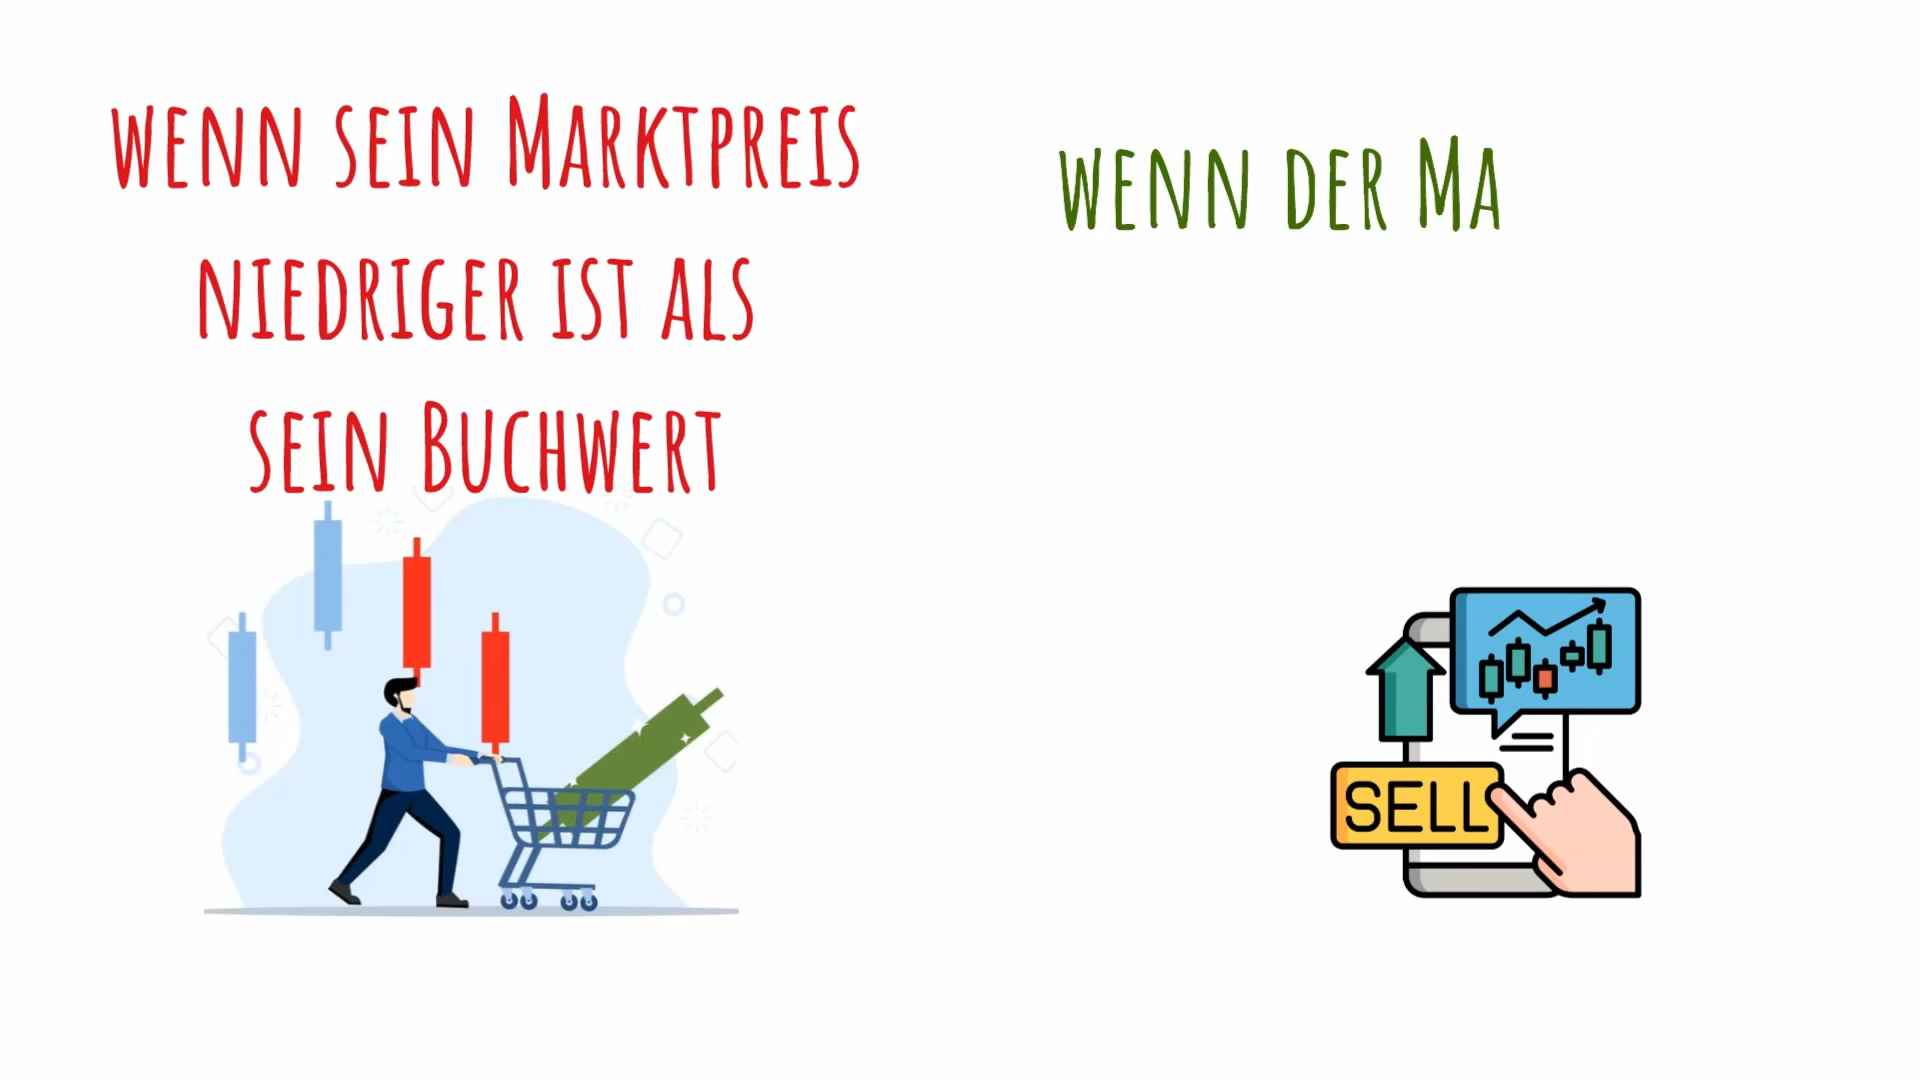 wenn sein Marktpreis
niedriger ist als
sein Buchwert
wenn der Ma
SELL